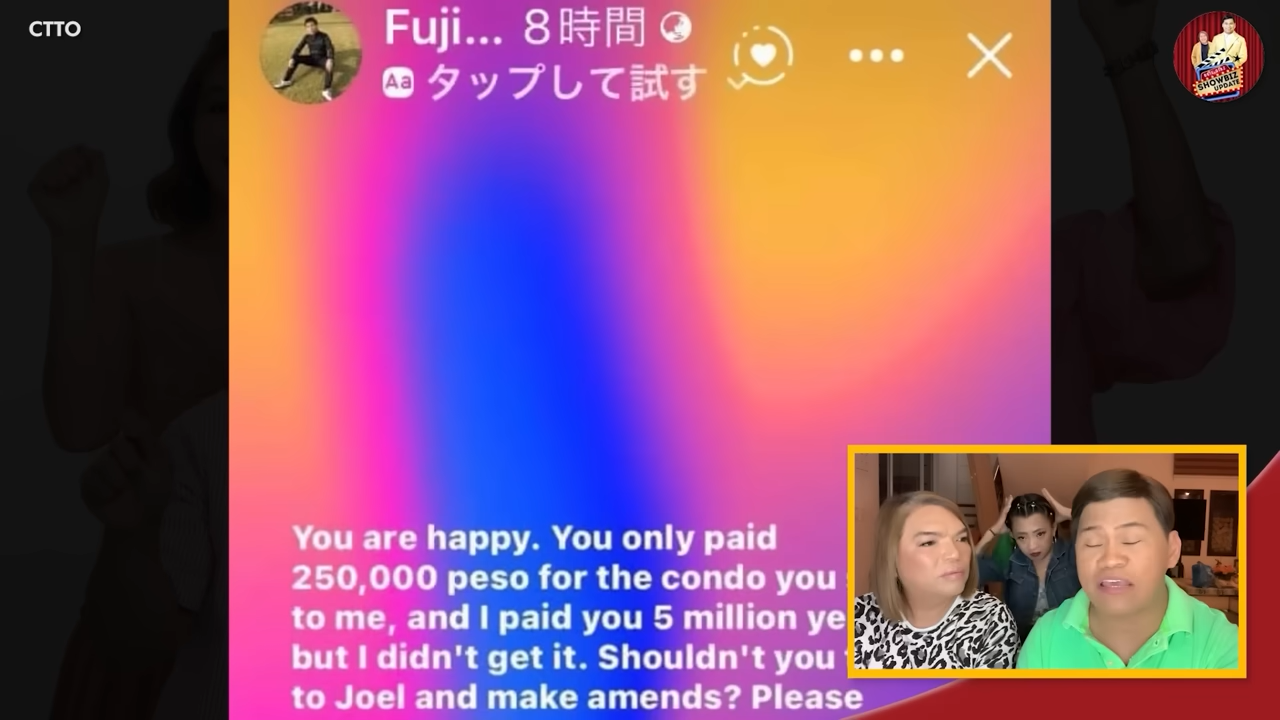 CTTO
Fuji... 8時間
Aa タップして試す
SHOWBIZ
UPDATE
You are happy. You only paid
250,000 peso for the condo you
to me, and I paid you 5 million ye
but I didn't get it. Shouldn't you
to Joel and make amends? Please